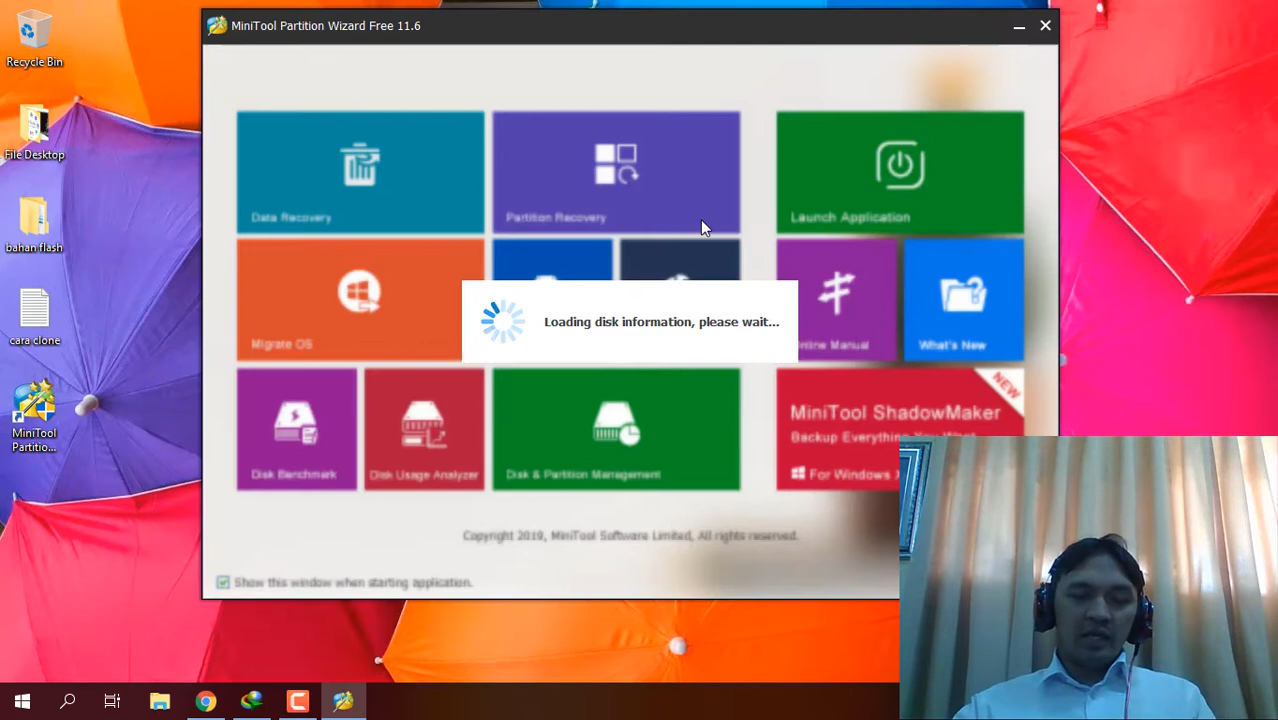 MiniTool Partition Wizard Free 11.6
Recycle Bin
File Desktop
bahan flash
cara clone
MiniTool
Partitio...
Data Recovery
Partition Recovery
Launch Application
Migrate OS
Loading disk information, please wait...
nline Manual
What's New
Disk Benchmark
Disk Usage Analyzer
Disk & Partition Management
NEW
MiniTool ShadowMaker
Backup Everything You
For Windows
Copyright 2019, MiniTool Software Limited, All rights reserved.
Show this window when starting application.